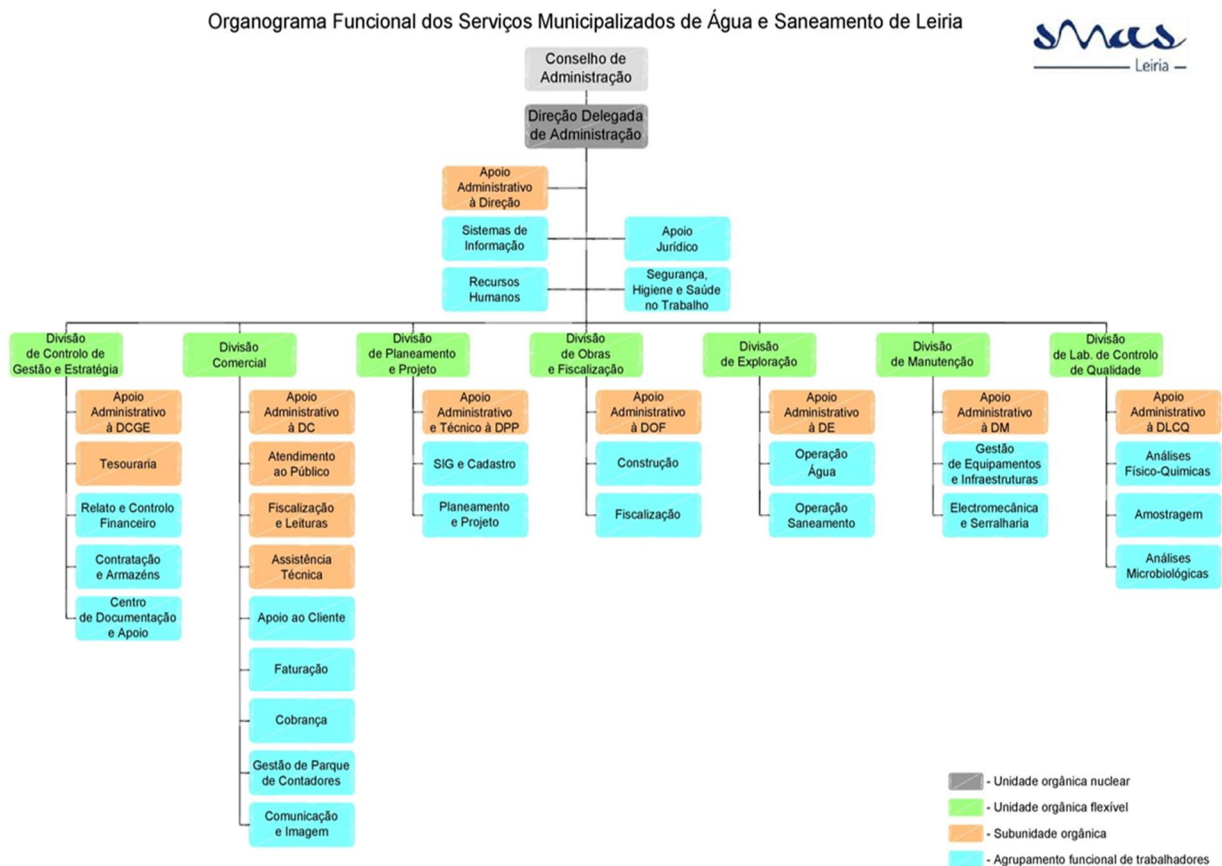 Organograma Funcional dos Serviços Municipalizados de Água e Saneamento de Leiria
smas
Leiria
Conselho de
Administração
Direção Delegada
de Administração
Apoio
Administrativo
à Direção
Sistemas de
Informação
Apoio
Jurídico
Recursos
Humanos
Segurança,
Higiene e Saúde
no Trabalho
Divisão
de Controlo de
Gestão e Estratégia
Divisão
Comercial
Divisão
de Planeamento
e Projeto
Divisão
de Obras
e Fiscalização
Divisão
de Exploração
Divisão
de Manutenção
Divisão
de Lab. de Controlo
de Qualidade
Apoio
Administrativo
à DCGE
Tesouraria
Relato e Controlo
Financeiro
Contratação
e Armazéns
Centro
de Documentação
e Apoio
Apoio
Administrativo
à DC
Atendimento
ao Público
Fiscalização
e Leituras
Assistência
Técnica
Apoio ao Cliente
Faturação
Cobrança
Gestão de Parque
de Contadores
Comunicação
e Imagem
Apoio
Administrativo
e Técnico à DPP
SIG e Cadastro
Planeamento
e Projeto
Apoio
Administrativo
à DOF
Construção
Fiscalização
Apoio
Administrativo
à DE
Operação
Água
Operação
Saneamento
Apoio
Administrativo
à DM
Gestão
de Equipamentos
e Infraestruturas
Electromecânica
e Serralharia
Apoio
Administrativo
à DLCQ
Análises
Físico-Quimicas
Amostragem
Análises
Microbiológicas
- Unidade orgânica nuclear
- Unidade orgânica flexível
- Subunidade orgânica
- Agrupamento funcional de trabalhadores